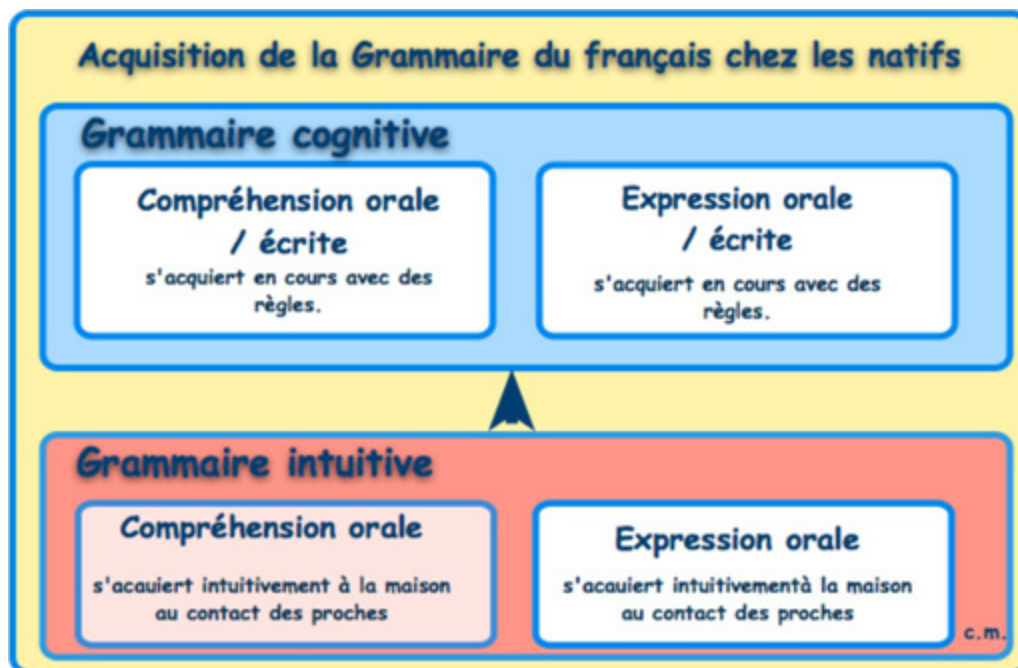 Acquisition de la Grammaire du français chez les natifs
Grammaire cognitive
Compréhension orale
/ écrite
s'acquiert en cours avec des
règles.
Expression orale
/ écrite
s'acquiert en cours avec des
règles.
Grammaire intuitive
Compréhension orale
s'acauiert intuitivement à la maison
au contact des proches
Expression orale
s'acauiert intuitivementà la maison
au contact des proches
c.m.